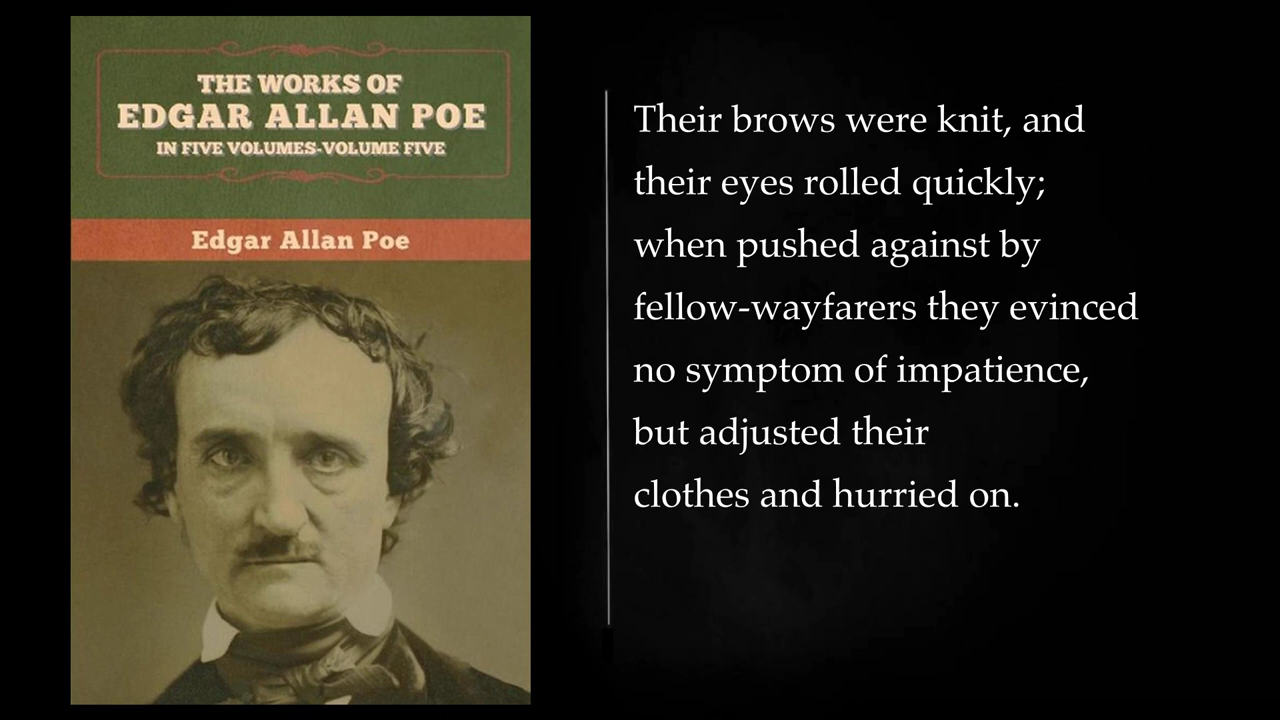 THE WORKS OF
EDGAR ALLAN POE
IN FIVE VOLUMES-VOLUME FIVE
Edgar Allan Poe
Their brows were knit, and
their eyes rolled quickly;
when pushed against by
fellow-wayfarers they evinced
no symptom of impatience,
but adjusted their
clothes and hurried on.